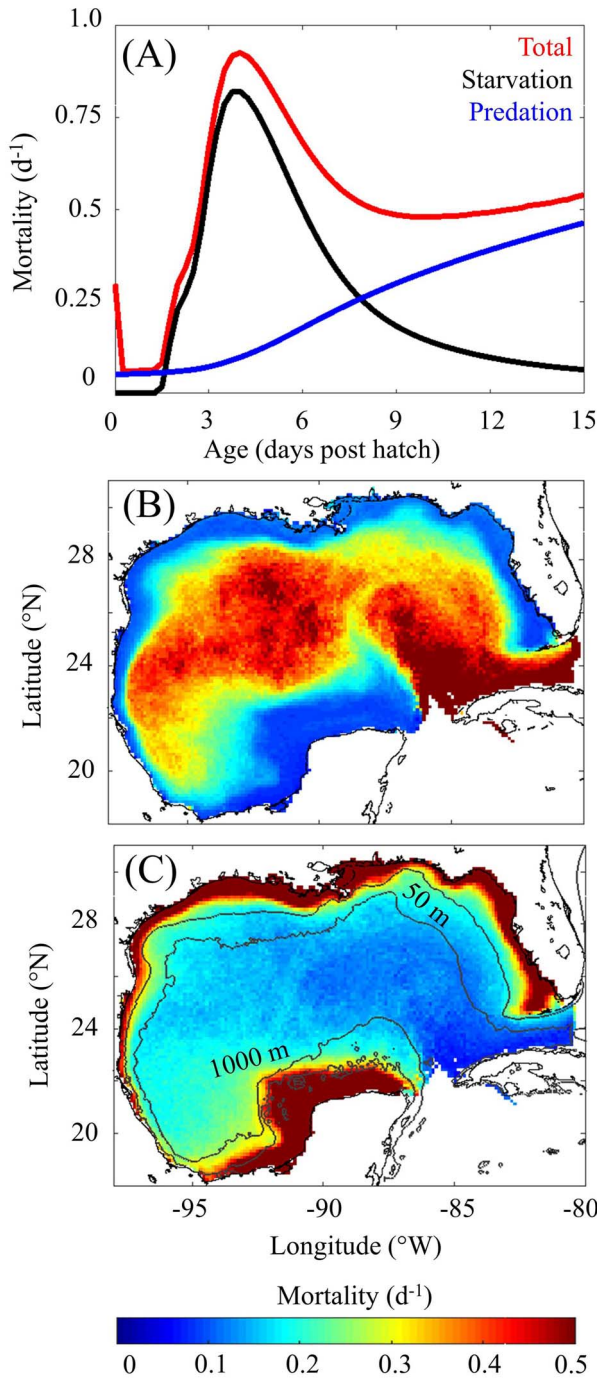 (A)
Total
Starvation
Predation
1.0
0.75
0.5
0.25
0
Mortality (d-1)
0 3 6 9 12 15
Age (days post hatch)
(B)
28
24
20
Latitude (°N)
(C)
50 m
1000 m
28
24
20
Latitude (°N)
-95 -90 -85 -80
Longitude (°W)
Mortality (d-1)
0 0.1 0.2 0.3 0.4 0.5